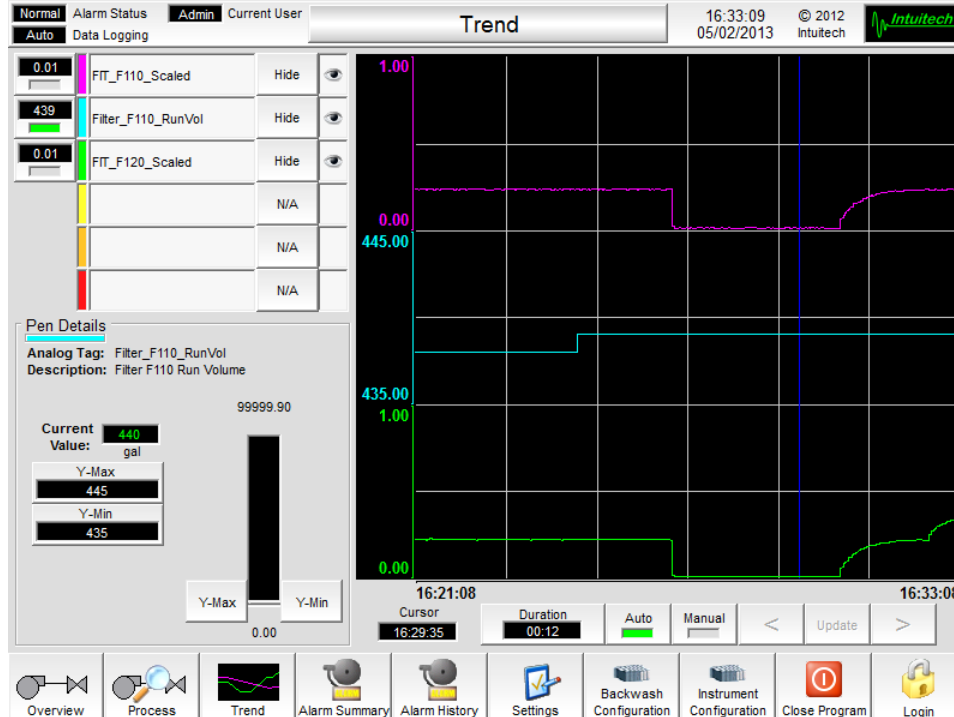 Normal Alarm Status Admin Current User
Auto Data Logging
Trend
16:33:09
05/02/2013
© 2012
Intuitech
Intuitech
0.01 FIT_F110_Scaled Hide
439 Filter_F110_RunVol Hide
0.01 FIT_F120_Scaled Hide
N/A
N/A
N/A
Pen Details
Analog Tag: Filter_F110_RunVol
Description: Filter F110 Run Volume
99999.90
Current Value: 440
gal
Y-Max
445
Y-Min
435
Y-Max Y-Min
0.00
1.00
0.00
445.00
435.00
1.00
0.00
16:21:08 16:33:08
Cursor
16:29:35
Duration
00:12
Auto
Manual
< Update >
Overview
Process
Trend
Alarm Summary
Alarm History
Settings
Backwash
Configuration
Instrument
Configuration
Close Program
Login